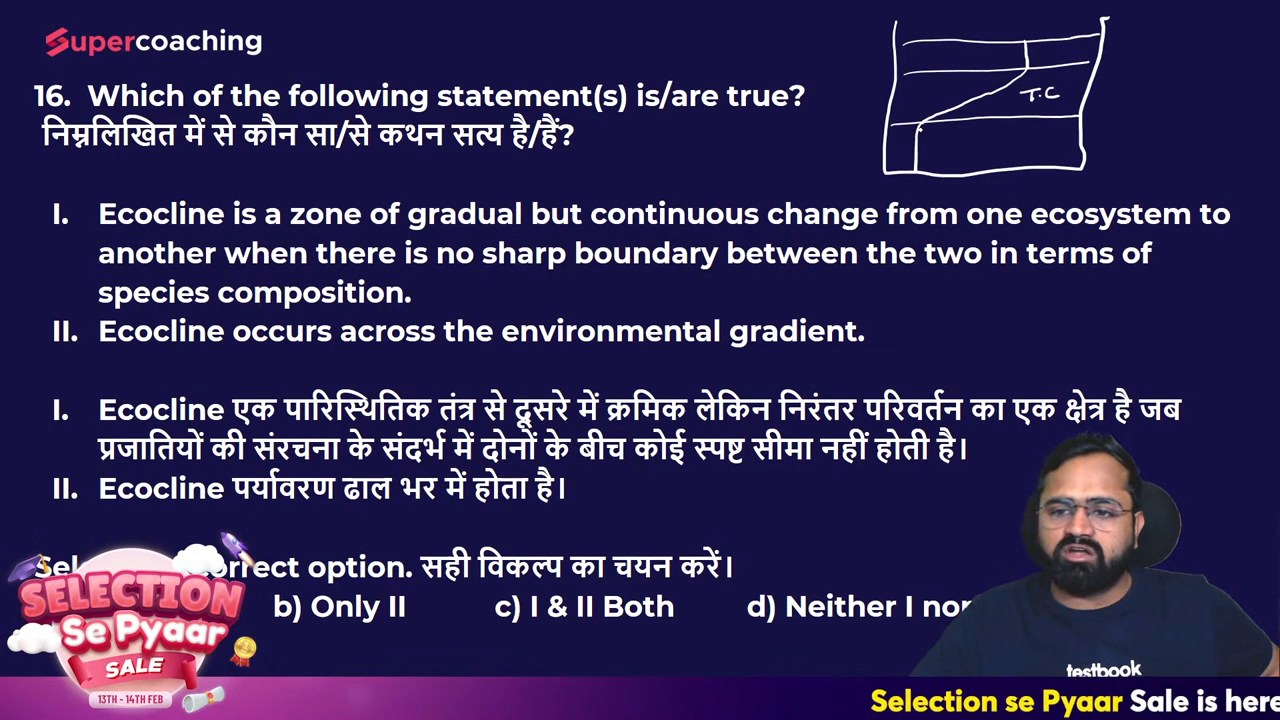 Supercoaching
T.C
16. Which of the following statement(s) is/are true?
निम्नलिखित में से कौन सा/से कथन सत्य है/हैं?
I. Ecocline is a zone of gradual but continuous change from one ecosystem to
another when there is no sharp boundary between the two in terms of
species composition.
II. Ecocline occurs across the environmental gradient.
I. Ecocline एक पारिस्थितिक तंत्र से दूसरे में क्रमिक लेकिन निरंतर परिवर्तन का एक क्षेत्र है जब
प्रजातियों की संरचना के संदर्भ में दोनों के बीच कोई स्पष्ट सीमा नहीं होती है।
II. Ecocline पर्यावरण ढाल भर में होता है।
option. सही विकल्प का चयन करें।
b) Only II c) I & II Both d) Neither I
SELECTION
Se Pyaar
SALE
13TH - 14TH FEB
testbook
Selection se Pyaar Sale is here